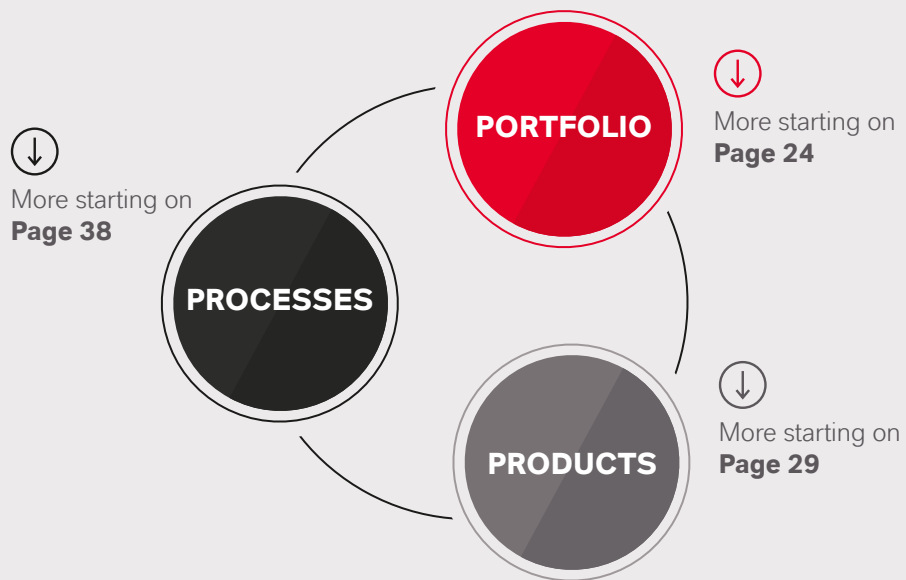 PORTFOLIO
More starting on
Page 24
More starting on
Page 38
PROCESSES
More starting on
Page 29
PRODUCTS